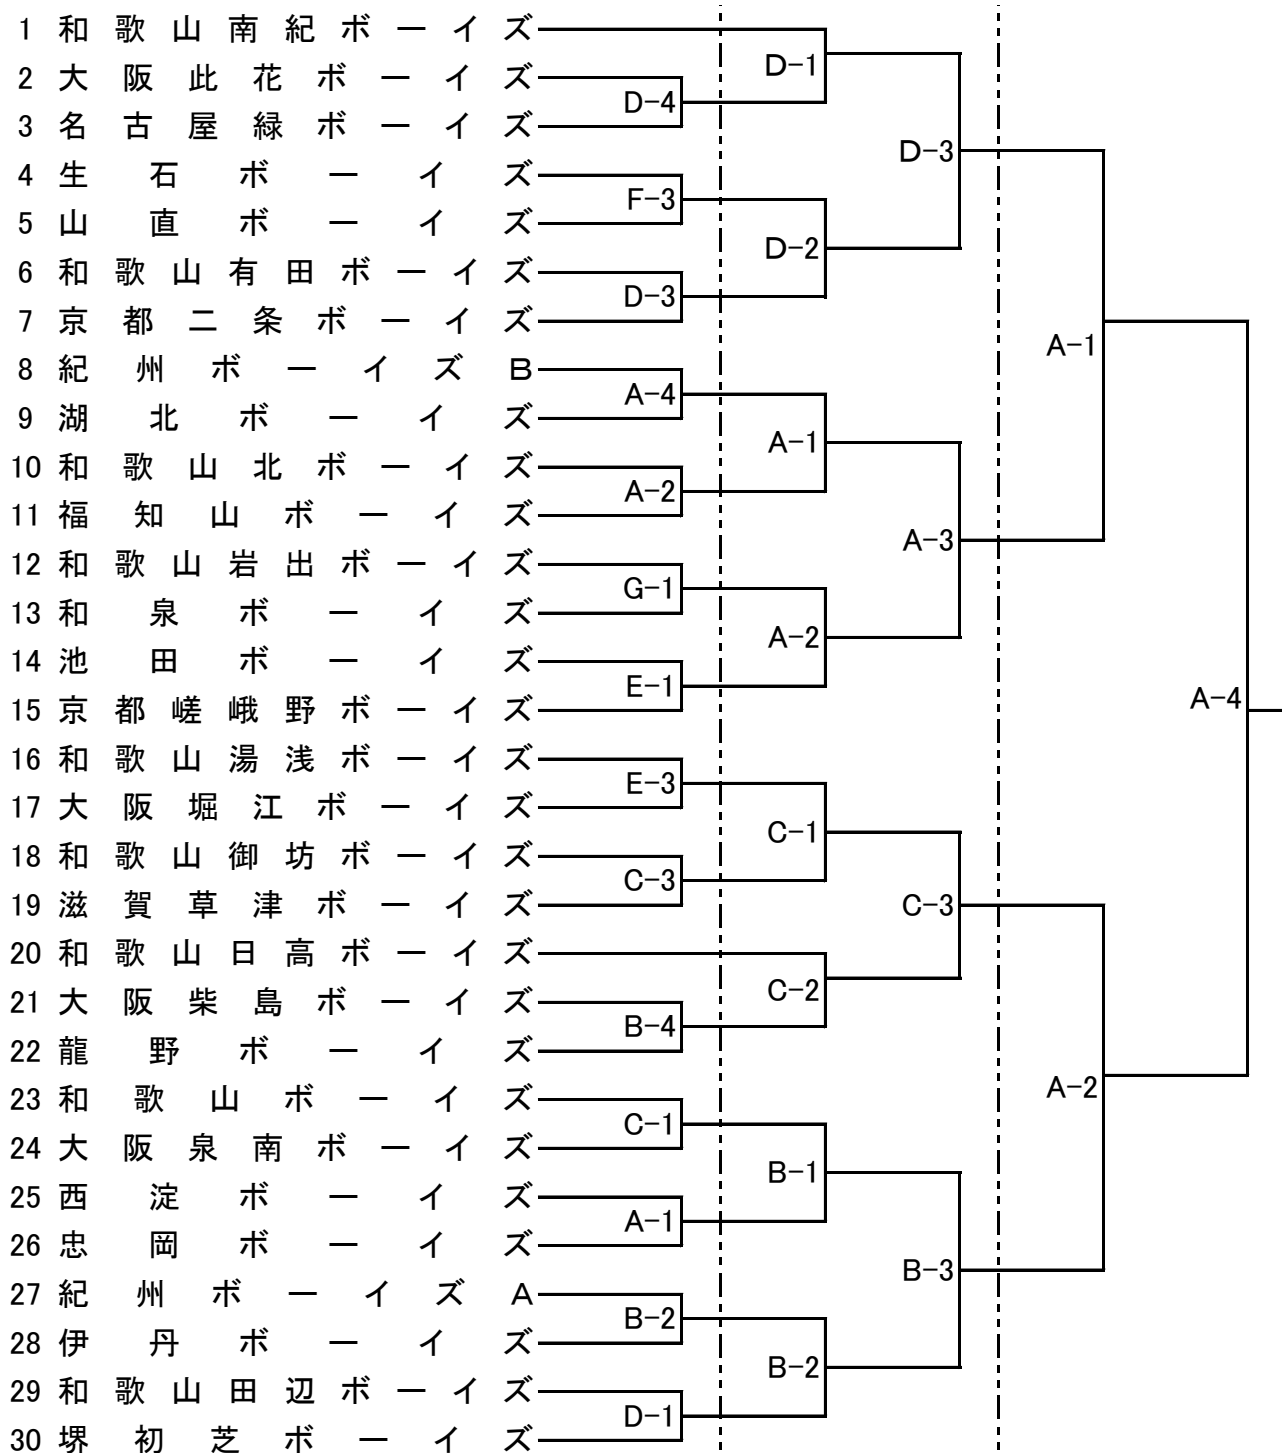 1 和歌山南紀ボーイズ
D-1
2 大阪此花ボーイズ
D-4
3 名古屋緑ボーイズ
D-3
4 生石ボーイズ
F-3
5 山直ボーイズ
D-2
6 和歌山有田ボーイズ
D-3
7 京都二条ボーイズ
A-1
8 紀州ボーイズB
A-4
9 湖北ボーイズ
A-1
10 和歌山北ボーイズ
A-2
11 福知山ボーイズ
A-3
12 和歌山岩出ボーイズ
G-1
13 和泉ボーイズ
A-2
14 池田ボーイズ
E-1
15 京都嵯峨野ボーイズ
A-4
16 和歌山湯浅ボーイズ
E-3
17 大阪堀江ボーイズ
C-1
18 和歌山御坊ボーイズ
C-3
19 滋賀草津ボーイズ
C-3
20 和歌山日高ボーイズ
C-2
21 大阪柴島ボーイズ
B-4
22 龍野ボーイズ
A-2
23 和歌山ボーイズ
C-1
24 大阪泉南ボーイズ
B-1
25 西淀ボーイズ
A-1
26 忠岡ボーイズ
B-3
27 紀州ボーイズA
B-2
28 伊丹ボーイズ
B-2
29 和歌山田辺ボーイズ
D-1
30 堺初芝ボーイズ